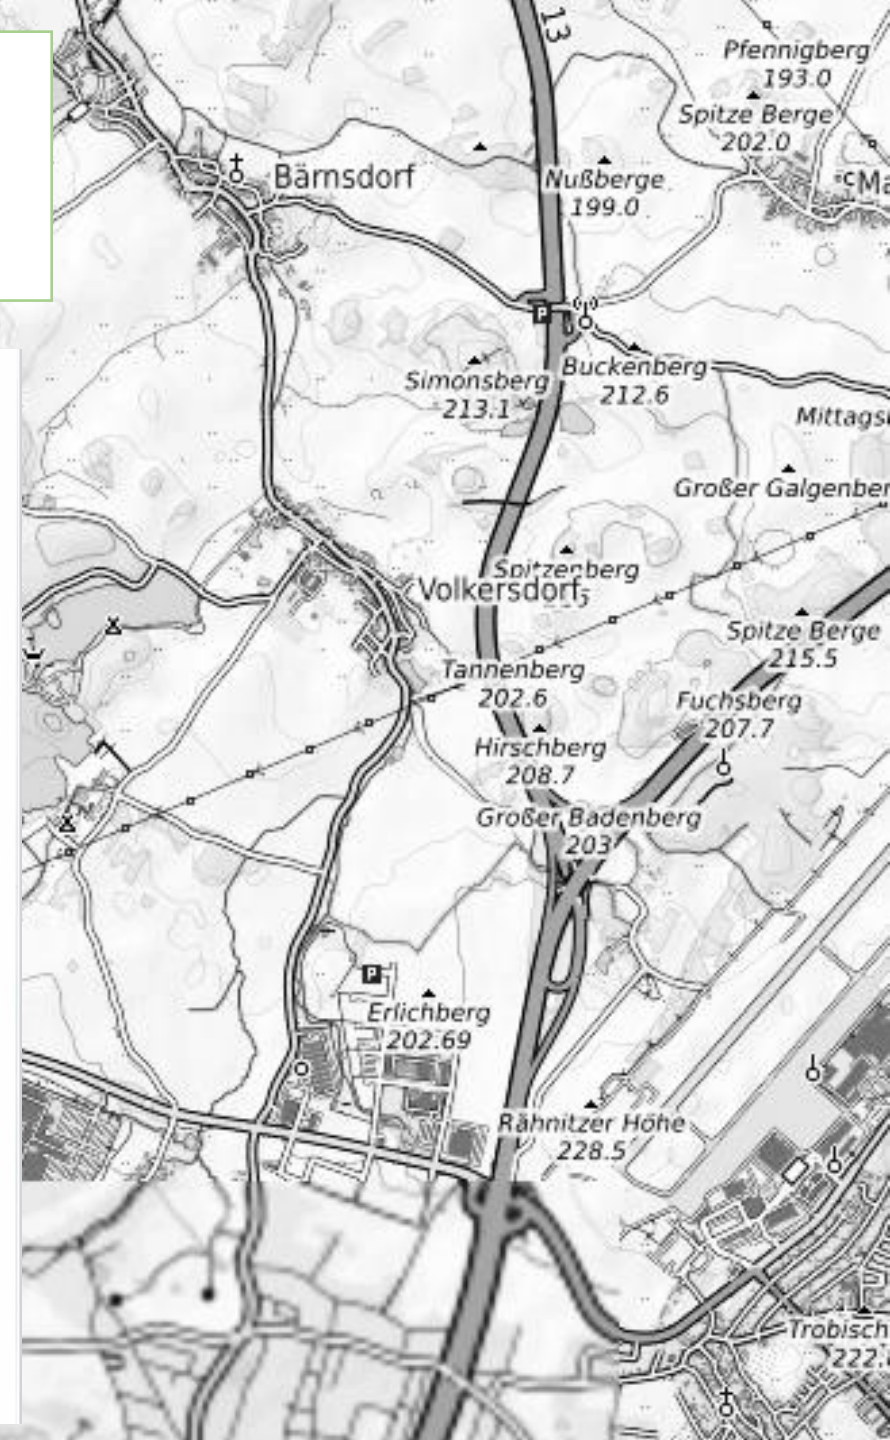 13
Pfennigberg
193.0
Spitze Berge
202.0
Bärnsdorf
Nußberge
199.0
P
Buckenberg
212.6
Simonsberg
213.1
Großer Galgenber
Spitzenberg
Volkersdorf
Spitze Berge
215.5
Tannenberg
202.6
Fuchsberg
207.7
Hirschberg
208.7
Großer Badenberg
203
P
Erlichberg
202.69
Rähnitzer Höhe
228.5
Trobisch
222.